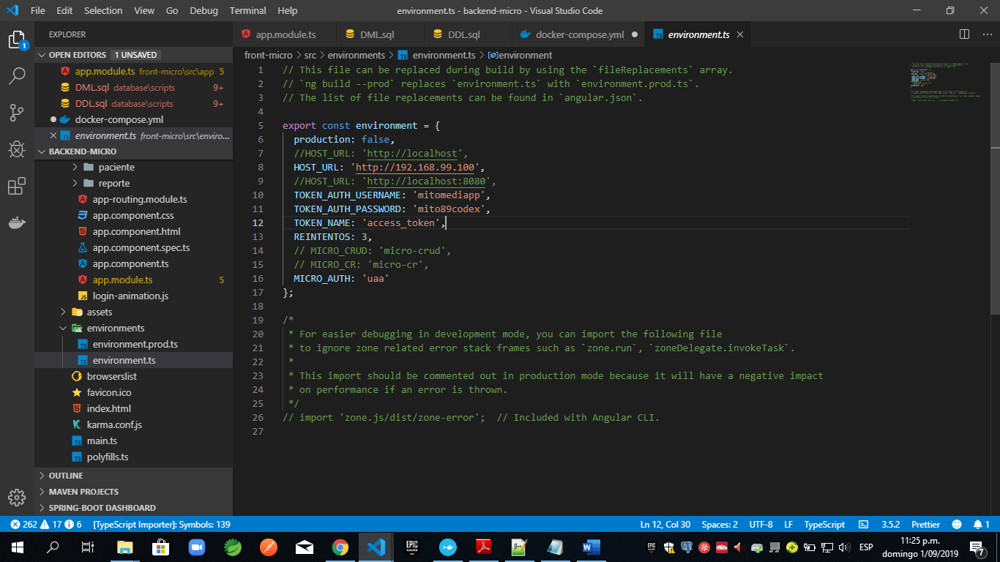 File Edit Selection View Go Debug Terminal Help
environment.ts - backend-micro - Visual Studio Code
EXPLORER
OPEN EDITORS 1 UNSAVED
app.module.ts front-micro\src\app 5
DML.sql database\scripts 9+
DDL.sql database\scripts 9+
docker-compose.yml
environment.ts front-micro\src\enviro...
BACKEND-MICRO
paciente
reporte
app-routing.module.ts
app.component.css
app.component.html
app.component.spec.ts
app.component.ts
app.module.ts 5
login-animation.js
assets
environments
environment.prod.ts
environment.ts
browserslist
favicon.ico
index.html
karma.conf.js
main.ts
polyfills.ts
OUTLINE
MAVEN PROJECTS
SPRING-BOOT DASHBOARD
app.module.ts DML.sql DDL.sql docker-compose.yml environment.ts
front-micro > src > environments > environment.ts > environment
1 // This file can be replaced during build by using the `fileReplacements` array.
2 // `ng build --prod` replaces `environment.ts` with `environment.prod.ts`.
3 // The list of file replacements can be found in `angular.json`.
4
5 export const environment = {
6 production: false,
7 //HOST_URL: 'http://localhost',
8 HOST_URL: 'http://192.168.99.100',
9 //HOST_URL: 'http://localhost:8080',
10 TOKEN_AUTH_USERNAME: 'mitomediapp',
11 TOKEN_AUTH_PASSWORD: 'mito89codex',
12 TOKEN_NAME: 'access_token',
13 REINTENTOS: 3,
14 // MICRO_CRUD: 'micro-crud',
15 // MICRO_CR: 'micro-cr',
16 MICRO_AUTH: 'uaa'
17 };
18
19 /*
20 * For easier debugging in development mode, you can import the following file
21 * to ignore zone related error stack frames such as `zone.run`, `zoneDelegate.invokeTask`.
22 *
23 * This import should be commented out in production mode because it will have a negative impact
24 * on performance if an error is thrown.
25 */
26 // import 'zone.js/dist/zone-error';  // Included with Angular CLI.
27
262 17 6 [TypeScript Importer]: Symbols: 139
Ln 12, Col 30 Spaces: 2 UTF-8 LF TypeScript 3.5.2 Prettier 1
ESP
11:25 p.m.
domingo 1/09/2019
7